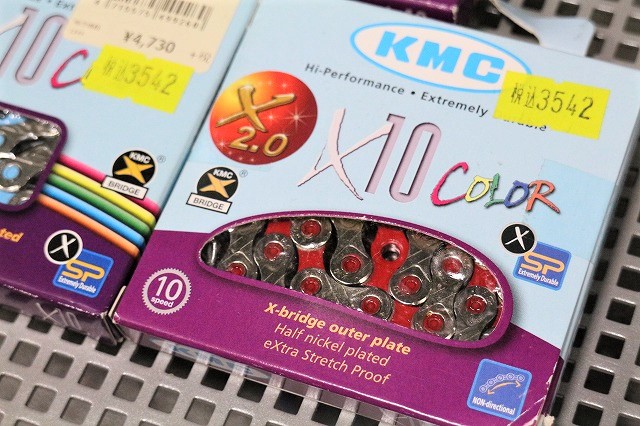 ¥4,730
税込3542
X10 Co
KMC
BRIDGE
X
SP
Extremely Durable
KMC
Hi-Performance • Extremely
税込3542
X
2.0
X10 COLOR
KMC
X
BRIDGE
X
SP
Extremely Durable
10
speed
X-bridge outer plate
Half nickel plated
eXtra Stretch Proof
NON-directional